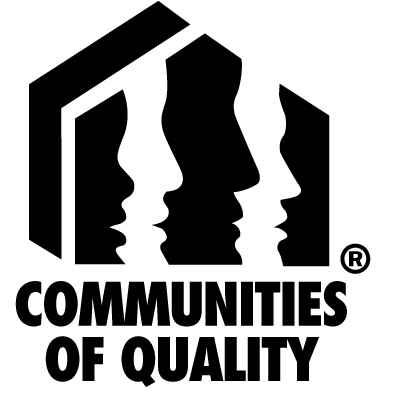 ®
COMMUNITIES
OF QUALITY